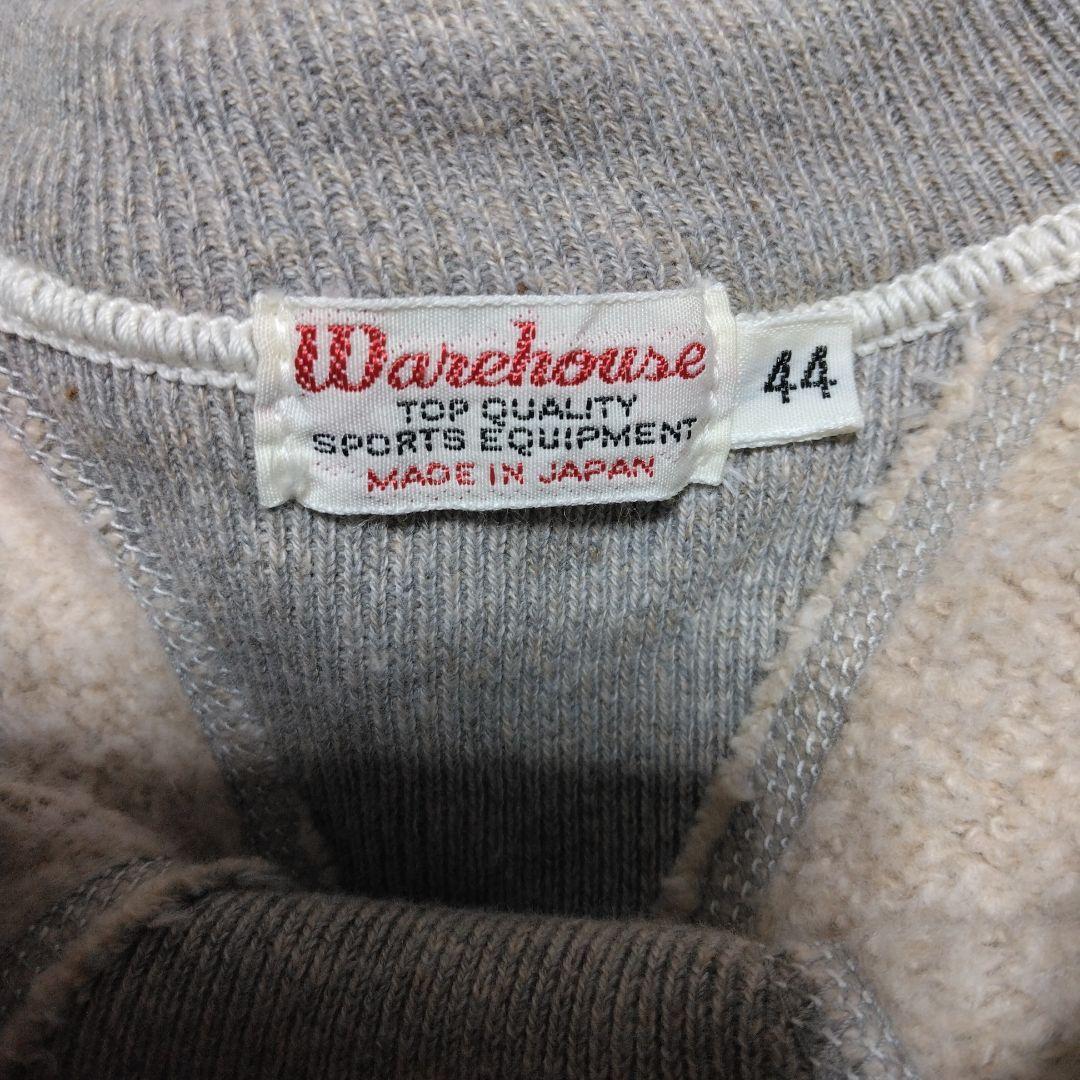 Warehouse
TOP QUALITY
SPORTS EQUIPMENT
MADE IN JAPAN
44